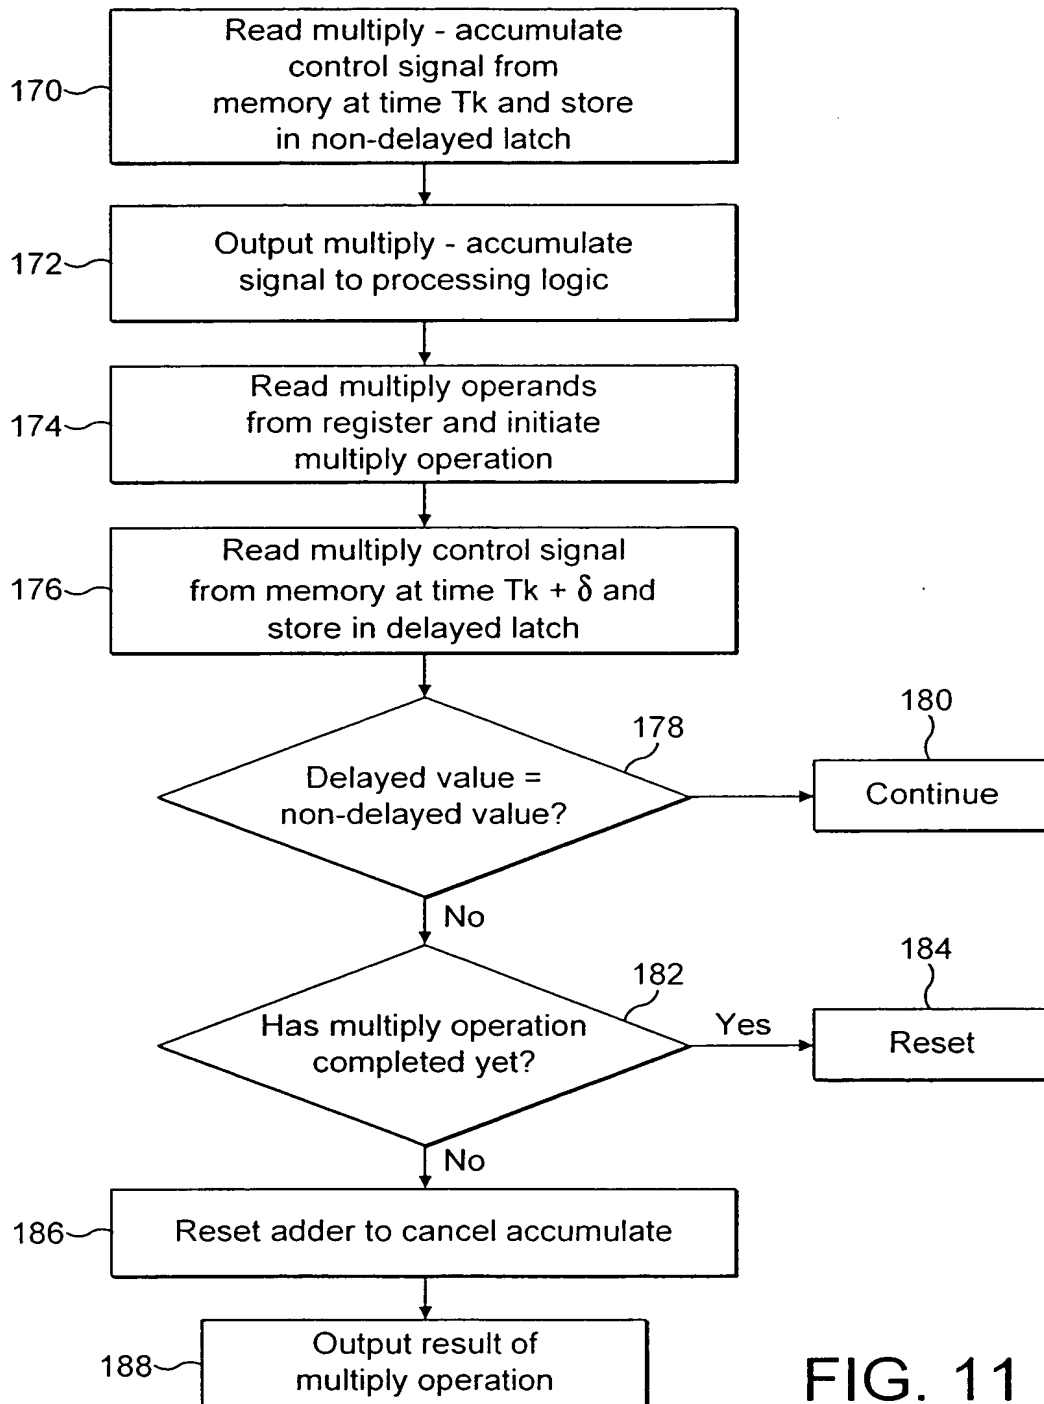 Read multiply - accumulate
control signal from
memory at time Tk and store
in non-delayed latch
170
Output multiply - accumulate
signal to processing logic
172
Read multiply operands
from register and initiate
multiply operation
174
Read multiply control signal
from memory at time Tk + δ and
store in delayed latch
176
Delayed value =
non-delayed value?
178
180
Continue
No
Has multiply operation
completed yet?
182
Yes
184
Reset
No
186
Reset adder to cancel accumulate
188
Output result of
multiply operation
FIG. 11